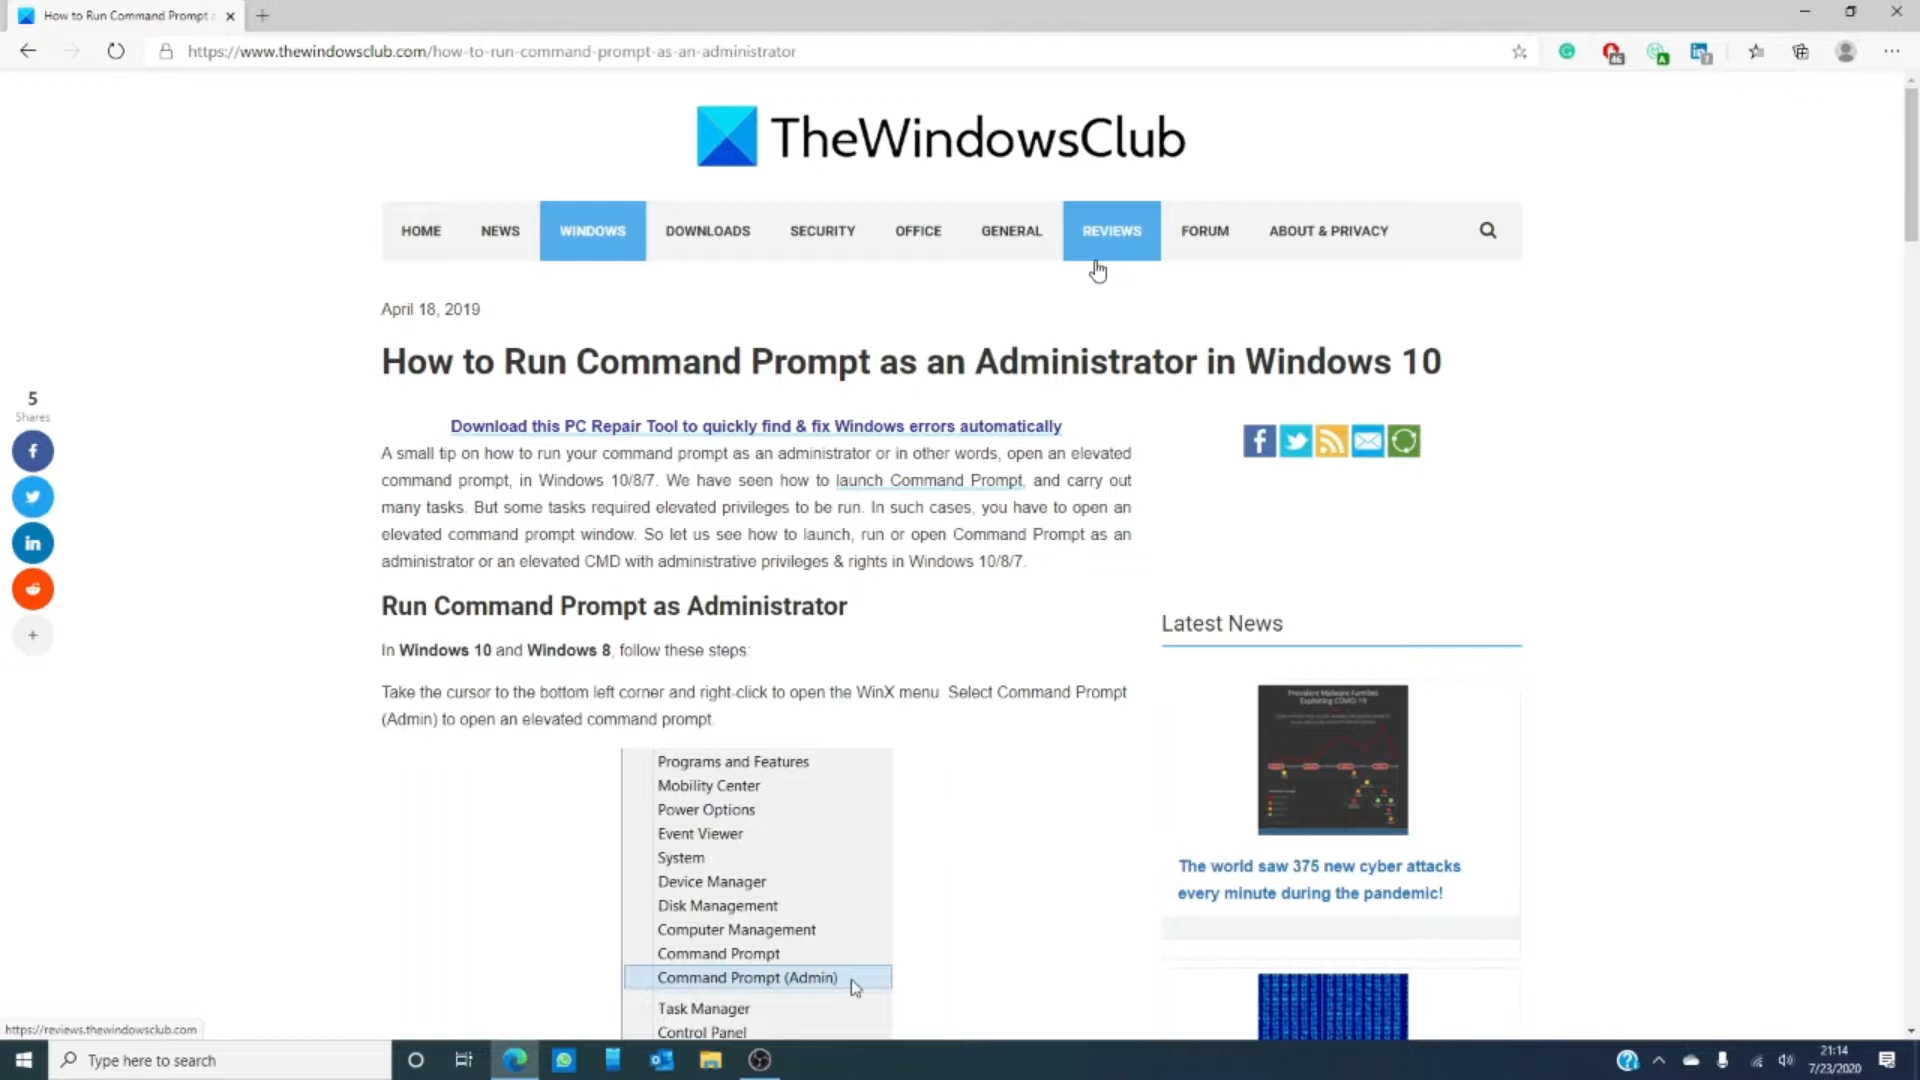 How to Run Command Prompt a
https://www.thewindowsclub.com/how-to-run-command-prompt-as-an-administrator
46
A
7
TheWindowsClub
HOME NEWS WINDOWS DOWNLOADS SECURITY OFFICE GENERAL REVIEWS FORUM ABOUT & PRIVACY
April 18, 2019
How to Run Command Prompt as an Administrator in Windows 10
5
Shares
Download this PC Repair Tool to quickly find & fix Windows errors automatically
A small tip on how to run your command prompt as an administrator or in other words, open an elevated
command prompt, in Windows 10/8/7. We have seen how to launch Command Prompt, and carry out
many tasks. But some tasks required elevated privileges to be run. In such cases, you have to open an
elevated command prompt window. So let us see how to launch, run or open Command Prompt as an
administrator or an elevated CMD with administrative privileges & rights in Windows 10/8/7.
Run Command Prompt as Administrator
In Windows 10 and Windows 8, follow these steps:
Take the cursor to the bottom left corner and right-click to open the WinX menu. Select Command Prompt
(Admin) to open an elevated command prompt.
Programs and Features
Mobility Center
Power Options
Event Viewer
System
Device Manager
Disk Management
Computer Management
Command Prompt
Command Prompt (Admin)
Task Manager
Control Panel
Latest News
Prevalent Malware Families
Exploiting COVID-19
The world saw 375 new cyber attacks
every minute during the pandemic!
https://reviews.thewindowsclub.com
Type here to search
21:14
7/23/2020